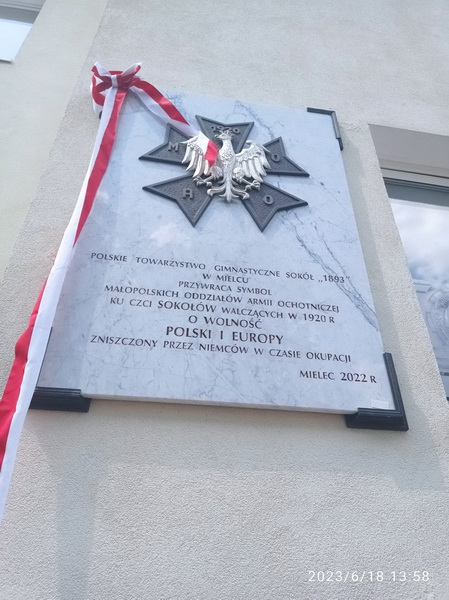 1920
M O
A O
POLSKIE TOWARZYSTWO GIMNASTYCZNE SOKÓŁ „1893"
W MIELCU
PRZYWRACA SYMBOL
MAŁOPOLSKICH ODDZIAŁÓW ARMII OCHOTNICZEJ
KU CZCI SOKOŁÓW WALCZĄCYCH W 1920 R
O WOLNOŚĆ
POLSKI I EUROPY
ZNISZCZONY PRZEZ NIEMCÓW W CZASIE OKUPACJI
MIELEC 2022 R
2023/6/18 13:58